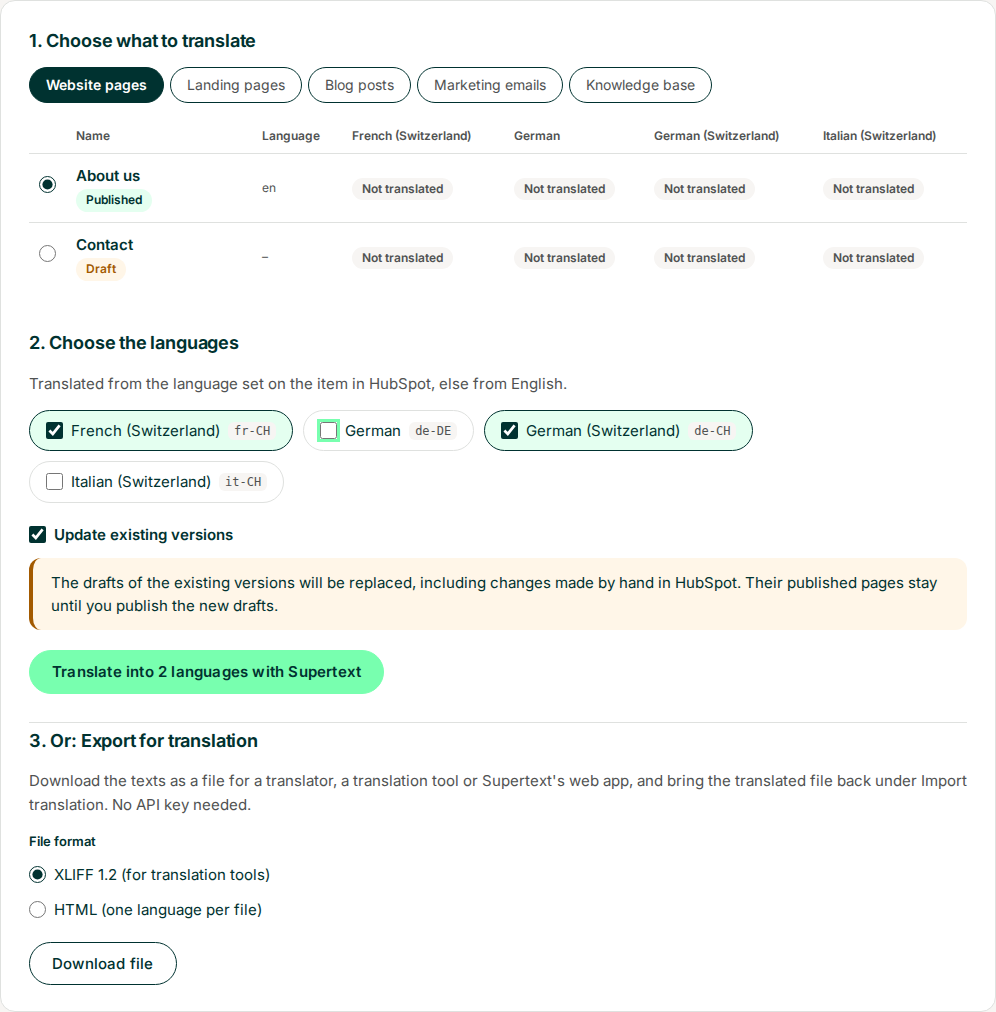 1. Choose what to translate
Website pages Landing pages Blog posts Marketing emails Knowledge base
Name Language French (Switzerland) German German (Switzerland) Italian (Switzerland)
About us
Published
en Not translated Not translated Not translated Not translated
Contact
Draft
– Not translated Not translated Not translated Not translated
2. Choose the languages
Translated from the language set on the item in HubSpot, else from English.
French (Switzerland) fr-CH German de-DE German (Switzerland) de-CH
Italian (Switzerland) it-CH
Update existing versions
The drafts of the existing versions will be replaced, including changes made by hand in HubSpot. Their published pages stay
until you publish the new drafts.
Translate into 2 languages with Supertext
3. Or: Export for translation
Download the texts as a file for a translator, a translation tool or Supertext's web app, and bring the translated file back under Import
translation. No API key needed.
File format
XLIFF 1.2 (for translation tools)
HTML (one language per file)
Download file